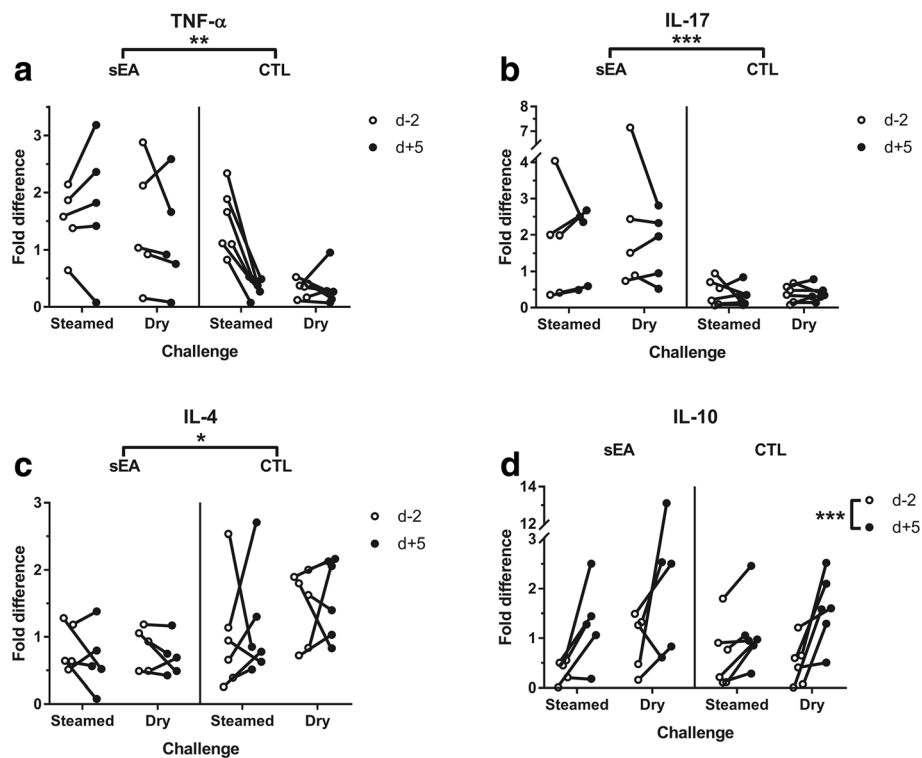 TNF-α
**
a
sEA CTL
d-2
d+5
Fold difference
3
2
1
0
Steamed Dry Steamed Dry
Challenge
IL-17
***
b
sEA CTL
d-2
d+5
Fold difference
8
7
4
3
2
1
0
Steamed Dry Steamed Dry
Challenge
IL-4
*
c
sEA CTL
d-2
d+5
Fold difference
3
2
1
0
Steamed Dry Steamed Dry
Challenge
IL-10
d
sEA CTL
d-2
***
d+5
Fold difference
14
12
3
2
1
0
Steamed Dry Steamed Dry
Challenge